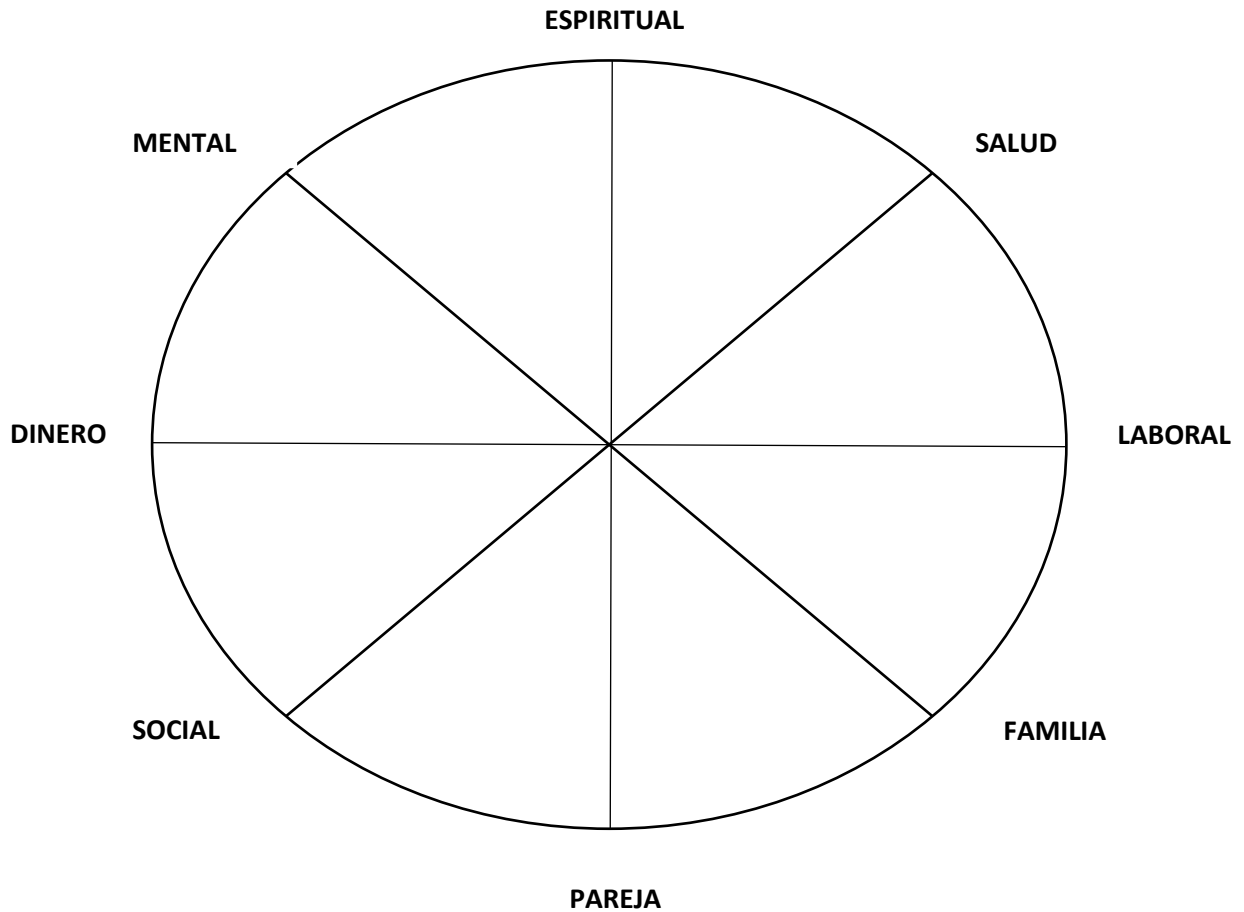 ESPIRITUAL
MENTAL
SALUD
DINERO
LABORAL
SOCIAL
FAMILIA
PAREJA